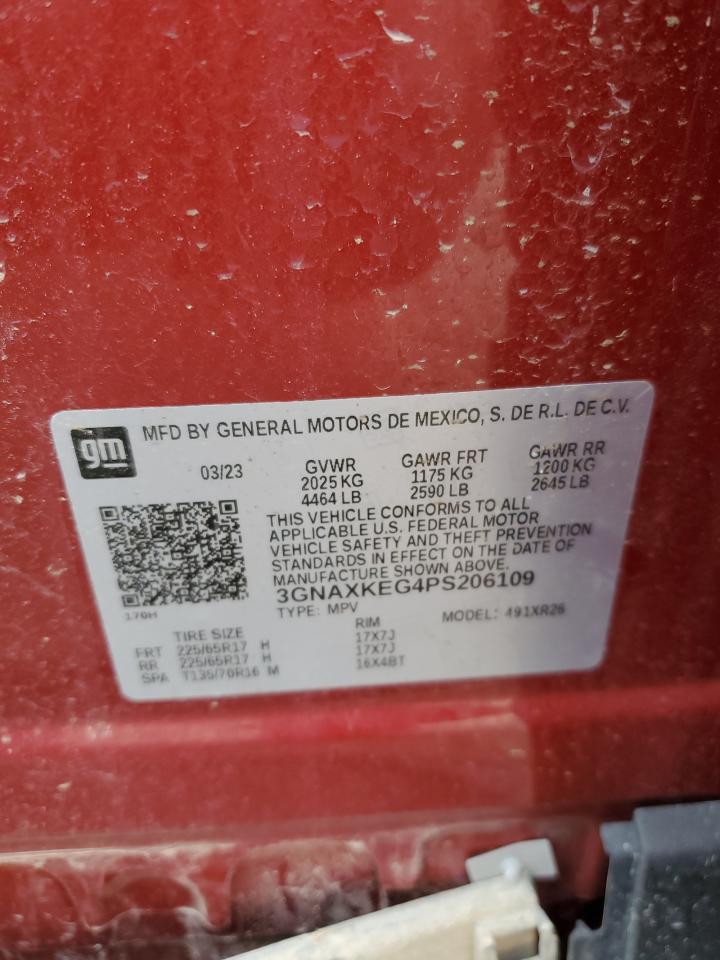 gm
MFD BY GENERAL MOTORS DE MEXICO, S. DE R.L. DE C.V.
03/23 GVWR GAWR FRT GAWR RR
2025 KG 1175 KG 1200 KG
4464 LB 2590 LB 2645 LB
THIS VEHICLE CONFORMS TO ALL
APPLICABLE U.S. FEDERAL MOTOR
VEHICLE SAFETY AND THEFT PREVENTION
STANDARDS IN EFFECT ON THE DATE OF
MANUFACTURE SHOWN ABOVE.
3GNAXKEG4PS206109
170H
TYPE: MPV MODEL: 491XR26
TIRE SIZE RIM
FRT 225/65R17 H 17X7J
RR 225/65R17 H 17X7J
SPA T135/70R16 M 16X4BT